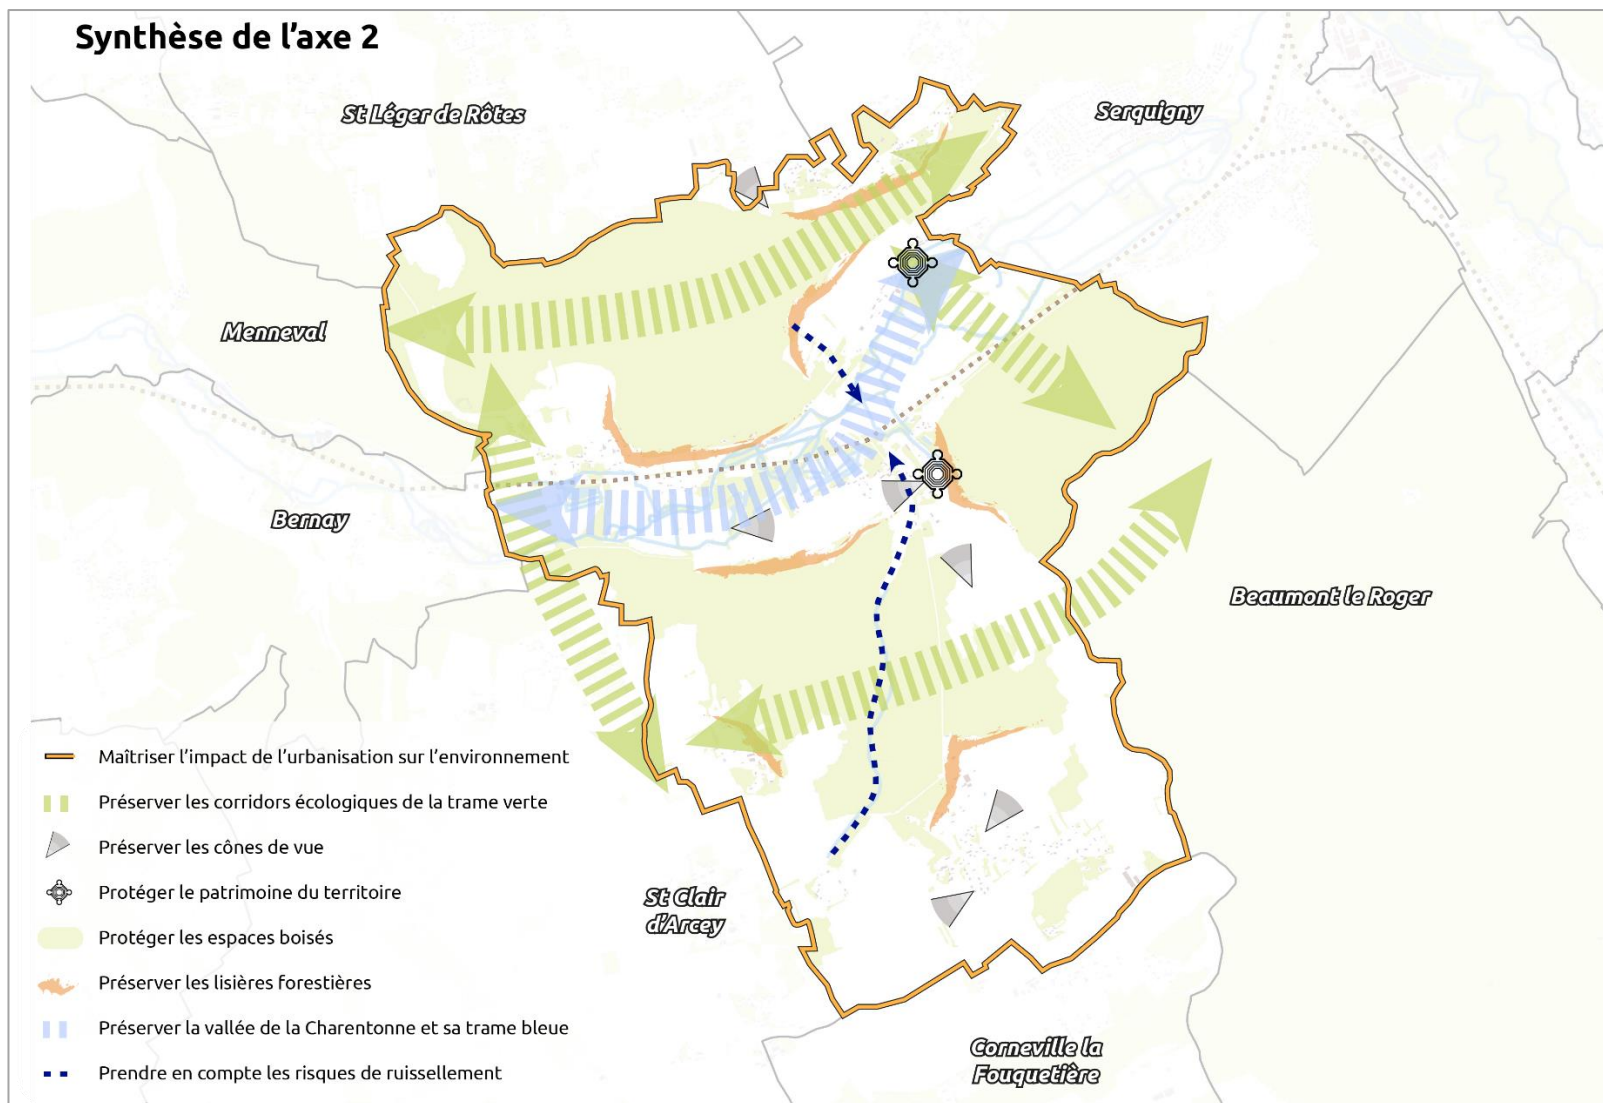 Synthèse de l'axe 2
St Léger de Rôtes
Serquigny
Menneval
Bernay
Beaumont le Roger
St Clair
d'Arcey
Corneville la
Fouquetière
Maîtriser l'impact de l'urbanisation sur l'environnement
Préserver les corridors écologiques de la trame verte
Préserver les cônes de vue
Protéger le patrimoine du territoire
Protéger les espaces boisés
Préserver les lisières forestières
Préserver la vallée de la Charentonne et sa trame bleue
Prendre en compte les risques de ruissellement